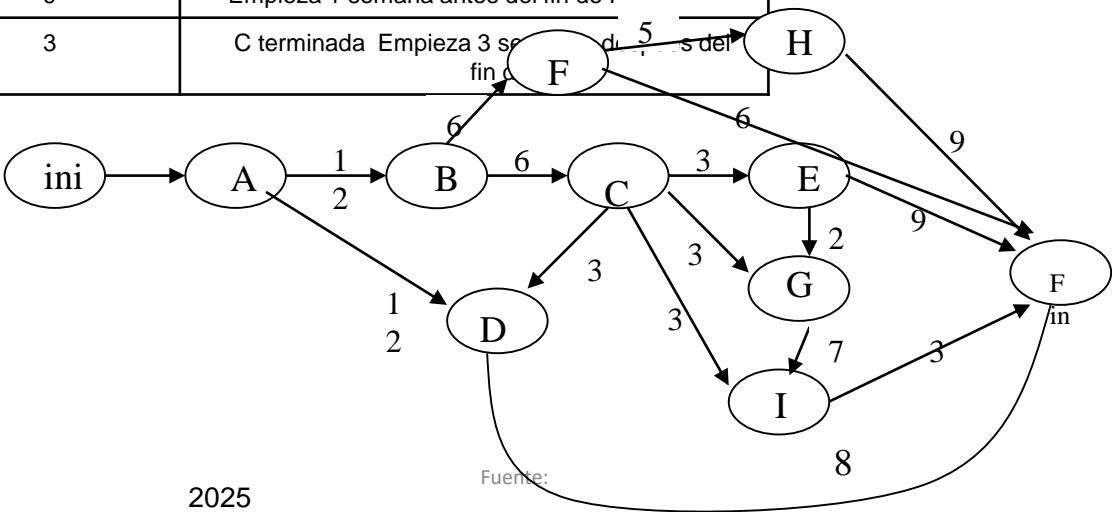 Empieza 1 semana antes del fin de
3
C terminada Empieza 3 del
fin
5
H
F
6
6
9
ini
A
1
2
B
6
C
3
E
9
2
3
3
G
F
in
1
2
D
3
7
3
I
8
Fuente:
2025